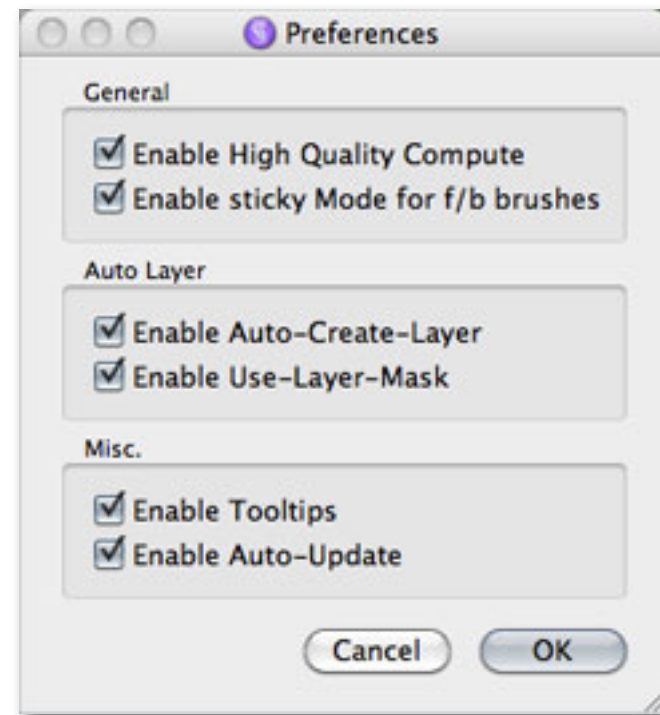 Preferences
General
Enable High Quality Compute
Enable sticky Mode for f/b brushes
Auto Layer
Enable Auto-Create-Layer
Enable Use-Layer-Mask
Misc.
Enable Tooltips
Enable Auto-Update
Cancel OK